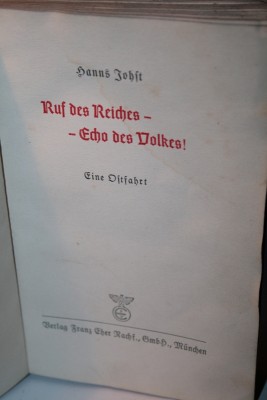 Hanns Johst
Ruf des Reiches –
– Echo des Volkes!
Eine Ostfahrt
Verlag Franz Eher Nachf., GmbH., München